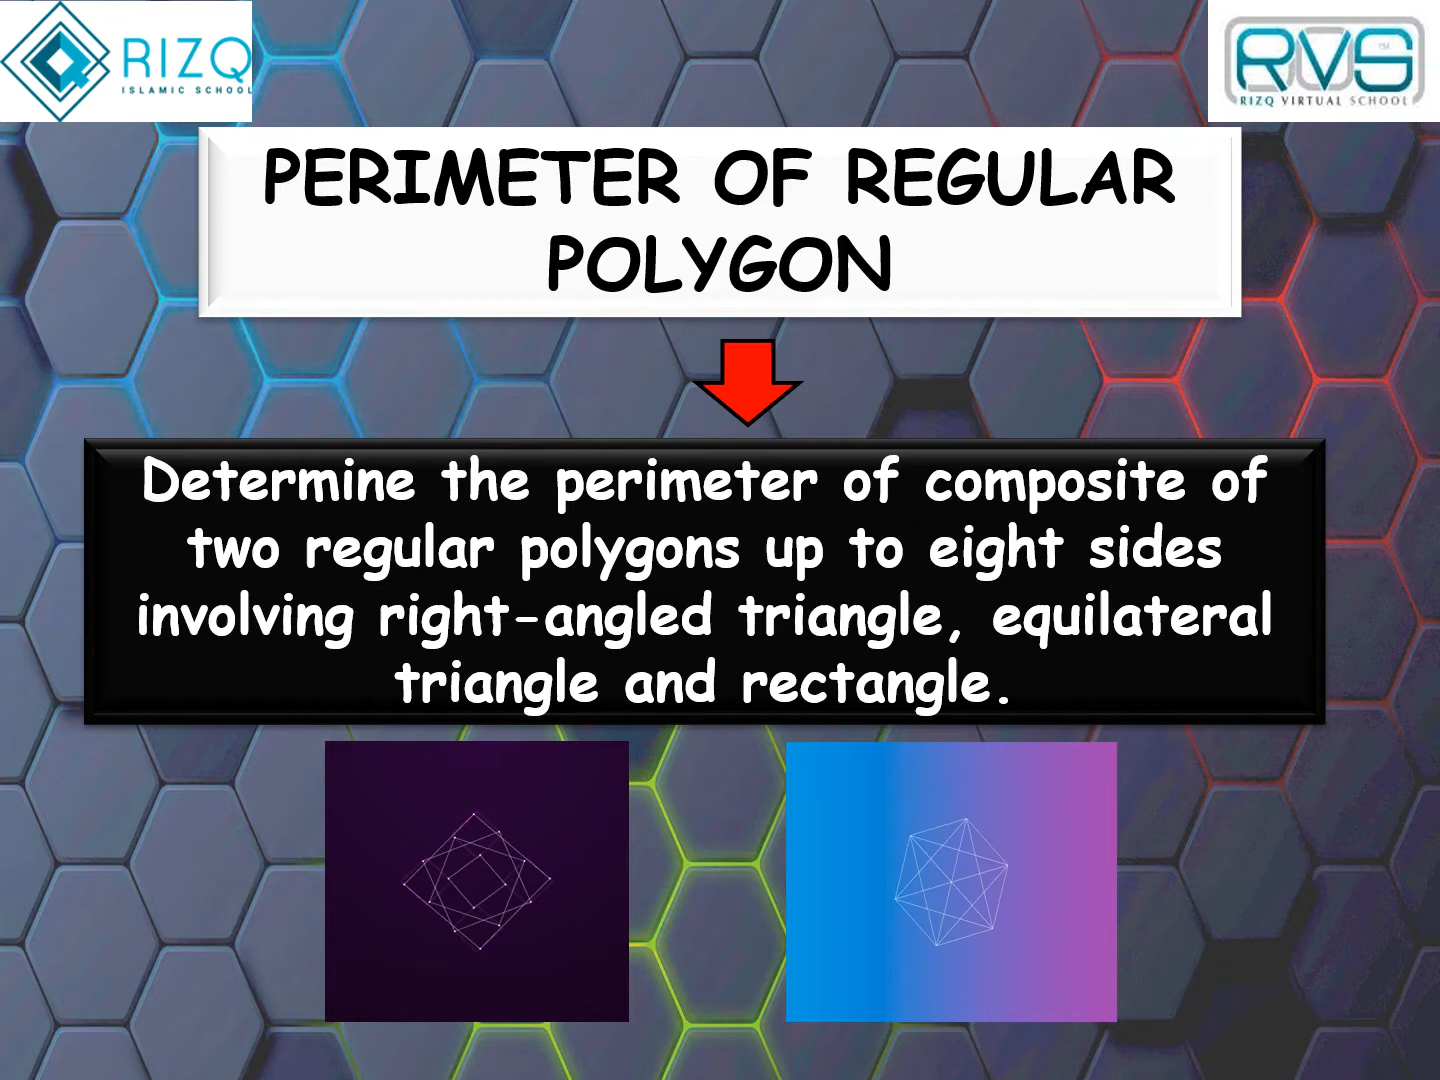 RIZQ
ISLAMIC SCHOOL
RVS
RIZQ VIRTUAL SCHOOL
PERIMETER OF REGULAR
POLYGON
Determine the perimeter of composite of
two regular polygons up to eight sides
involving right-angled triangle, equilateral
triangle and rectangle.